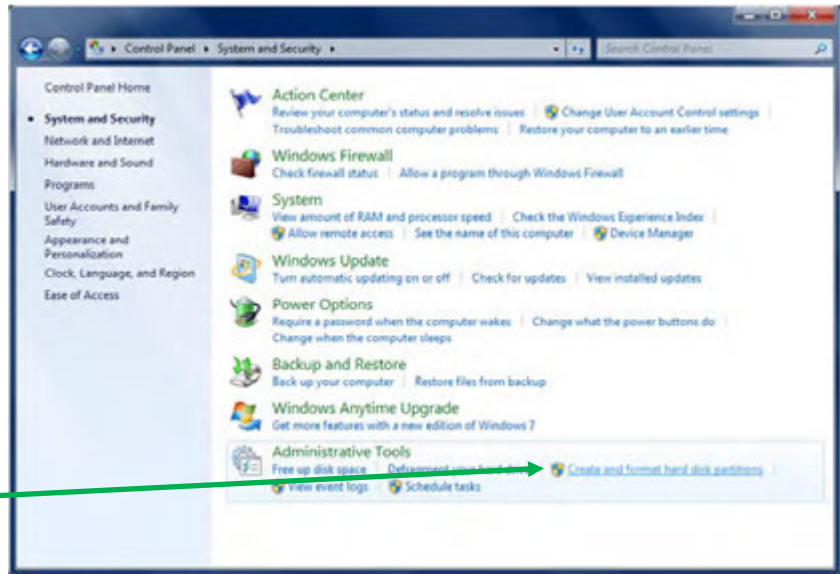 Control Panel ▸ System and Security ▸
Search Control Panel
Control Panel Home
System and Security
Network and Internet
Hardware and Sound
Programs
User Accounts and Family
Safety
Appearance and
Personalization
Clock, Language, and Region
Ease of Access
Action Center
Review your computer's status and resolve issues | Change User Account Control settings |
Troubleshoot common computer problems | Restore your computer to an earlier time
Windows Firewall
Check firewall status | Allow a program through Windows Firewall
System
View amount of RAM and processor speed | Check the Windows Experience Index |
Allow remote access | See the name of this computer | Device Manager
Windows Update
Turn automatic updating on or off | Check for updates | View installed updates
Power Options
Require a password when the computer wakes | Change what the power buttons do |
Change when the computer sleeps
Backup and Restore
Back up your computer | Restore files from backup
Windows Anytime Upgrade
Get more features with a new edition of Windows 7
Administrative Tools
Free up disk space | Defragment your hard drive | Create and format hard disk partitions |
View event logs | Schedule tasks